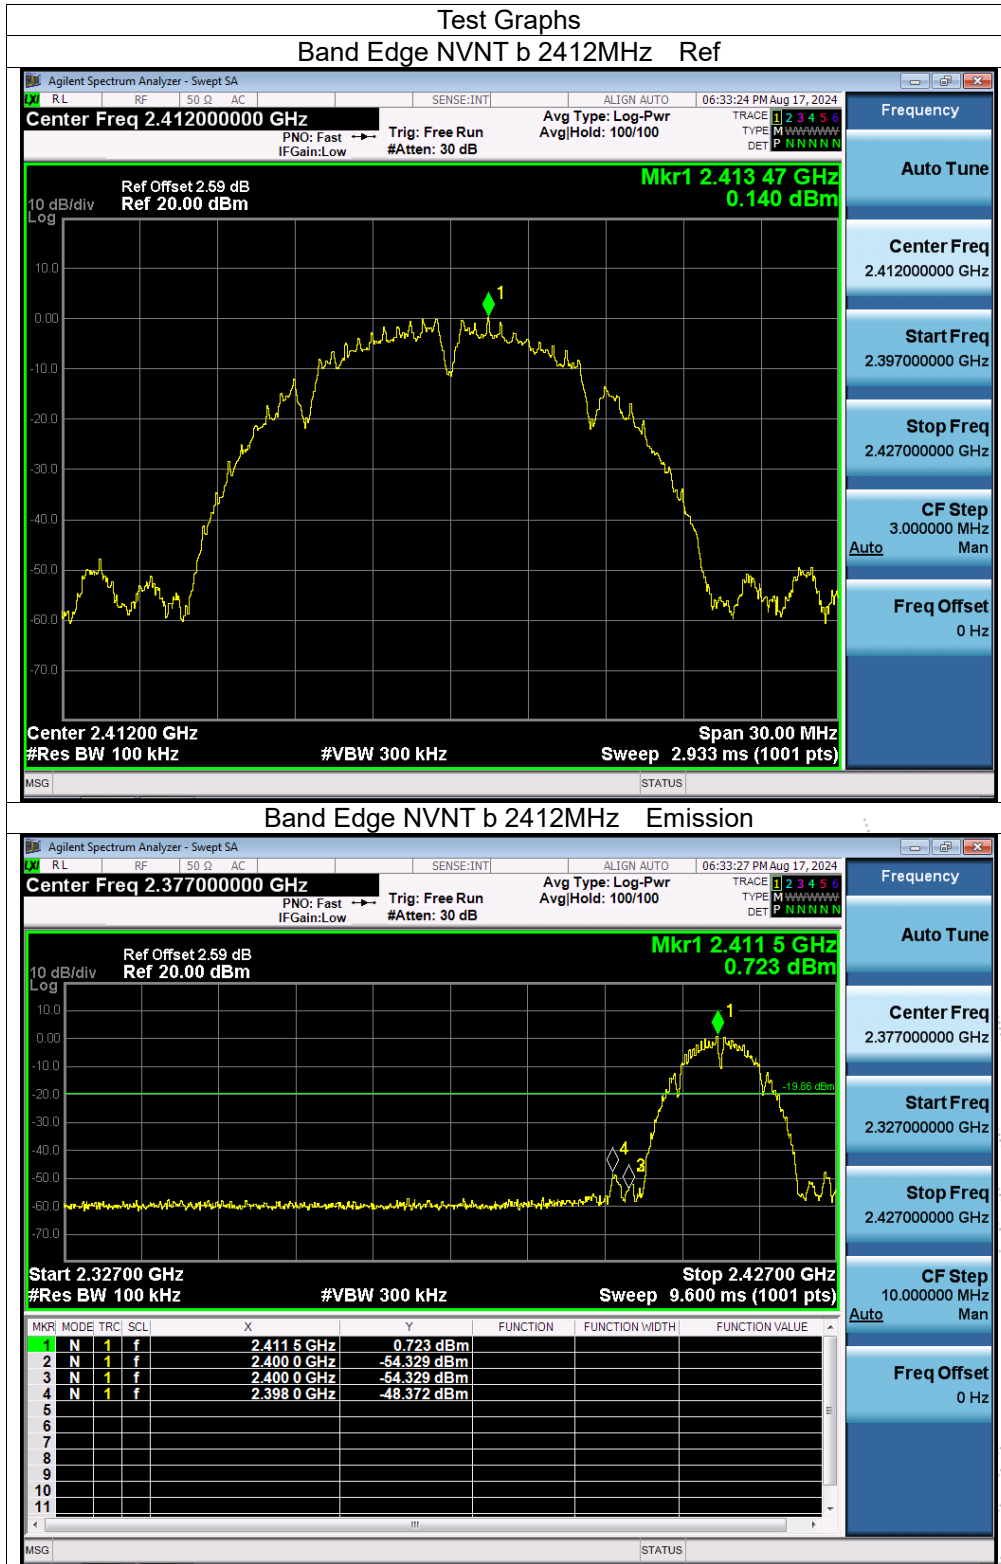 Test Graphs
Band Edge NVNT b 2412MHz Ref
Agilent Spectrum Analyzer - Swept SA
LXI RL RF 50 Ω AC SENSE:INT ALIGN AUTO 06:33:24 PM Aug 17, 2024
Center Freq 2.412000000 GHz
PNO: Fast
IFGain:Low
Trig: Free Run
#Atten: 30 dB
Avg Type: Log-Pwr
Avg|Hold: 100/100
TRACE 1 2 3 4 5 6
TYPE M WWWWW
DET P N N N N N
Mkr1 2.413 47 GHz
0.140 dBm
Ref Offset 2.59 dB
10 dB/div Ref 20.00 dBm
Log
1
10.0
0.00
-10.0
-20.0
-30.0
-40.0
-50.0
-60.0
-70.0
Center 2.41200 GHz Span 30.00 MHz
#Res BW 100 kHz #VBW 300 kHz Sweep 2.933 ms (1001 pts)
MSG STATUS
Frequency
Auto Tune
Center Freq
2.412000000 GHz
Start Freq
2.397000000 GHz
Stop Freq
2.427000000 GHz
CF Step
3.000000 MHz
Auto Man
Freq Offset
0 Hz
Band Edge NVNT b 2412MHz Emission
Agilent Spectrum Analyzer - Swept SA
LXI RL RF 50 Ω AC SENSE:INT ALIGN AUTO 06:33:27 PM Aug 17, 2024
Center Freq 2.377000000 GHz
PNO: Fast
IFGain:Low
Trig: Free Run
#Atten: 30 dB
Avg Type: Log-Pwr
Avg|Hold: 100/100
TRACE 1 2 3 4 5 6
TYPE M WWWWW
DET P N N N N N
Mkr1 2.411 5 GHz
0.723 dBm
Ref Offset 2.59 dB
10 dB/div Ref 20.00 dBm
Log
10.0
0.00
-10.0
-20.0
-30.0
-40.0
-50.0
-60.0
-70.0
1
-19.86 dBm
4
3
Start 2.32700 GHz Stop 2.42700 GHz
#Res BW 100 kHz #VBW 300 kHz Sweep 9.600 ms (1001 pts)
MKR MODE TRC SCL X Y FUNCTION FUNCTION WIDTH FUNCTION VALUE
1 N 1 f 2.411 5 GHz 0.723 dBm
2 N 1 f 2.400 0 GHz -54.329 dBm
3 N 1 f 2.400 0 GHz -54.329 dBm
4 N 1 f 2.398 0 GHz -48.372 dBm
5
6
7
8
9
10
11
MSG STATUS
Frequency
Auto Tune
Center Freq
2.377000000 GHz
Start Freq
2.327000000 GHz
Stop Freq
2.427000000 GHz
CF Step
10.000000 MHz
Auto Man
Freq Offset
0 Hz